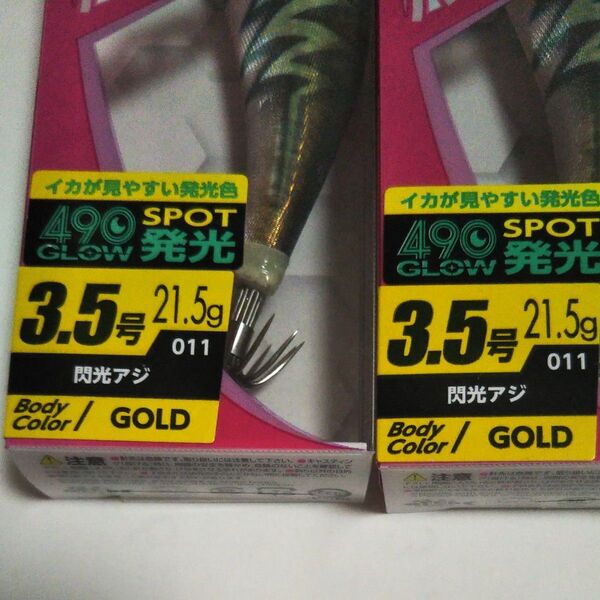 イカが見やすい発光色
490
GLOW
SPOT
発光
3.5号 21.5g
011
閃光アジ
Body
Color/ GOLD
注意
イカが見やすい発光色
490
GLOW
SPOT
発光
3.5号 21.5g
011
閃光アジ
Body
Color/ GOLD
注意